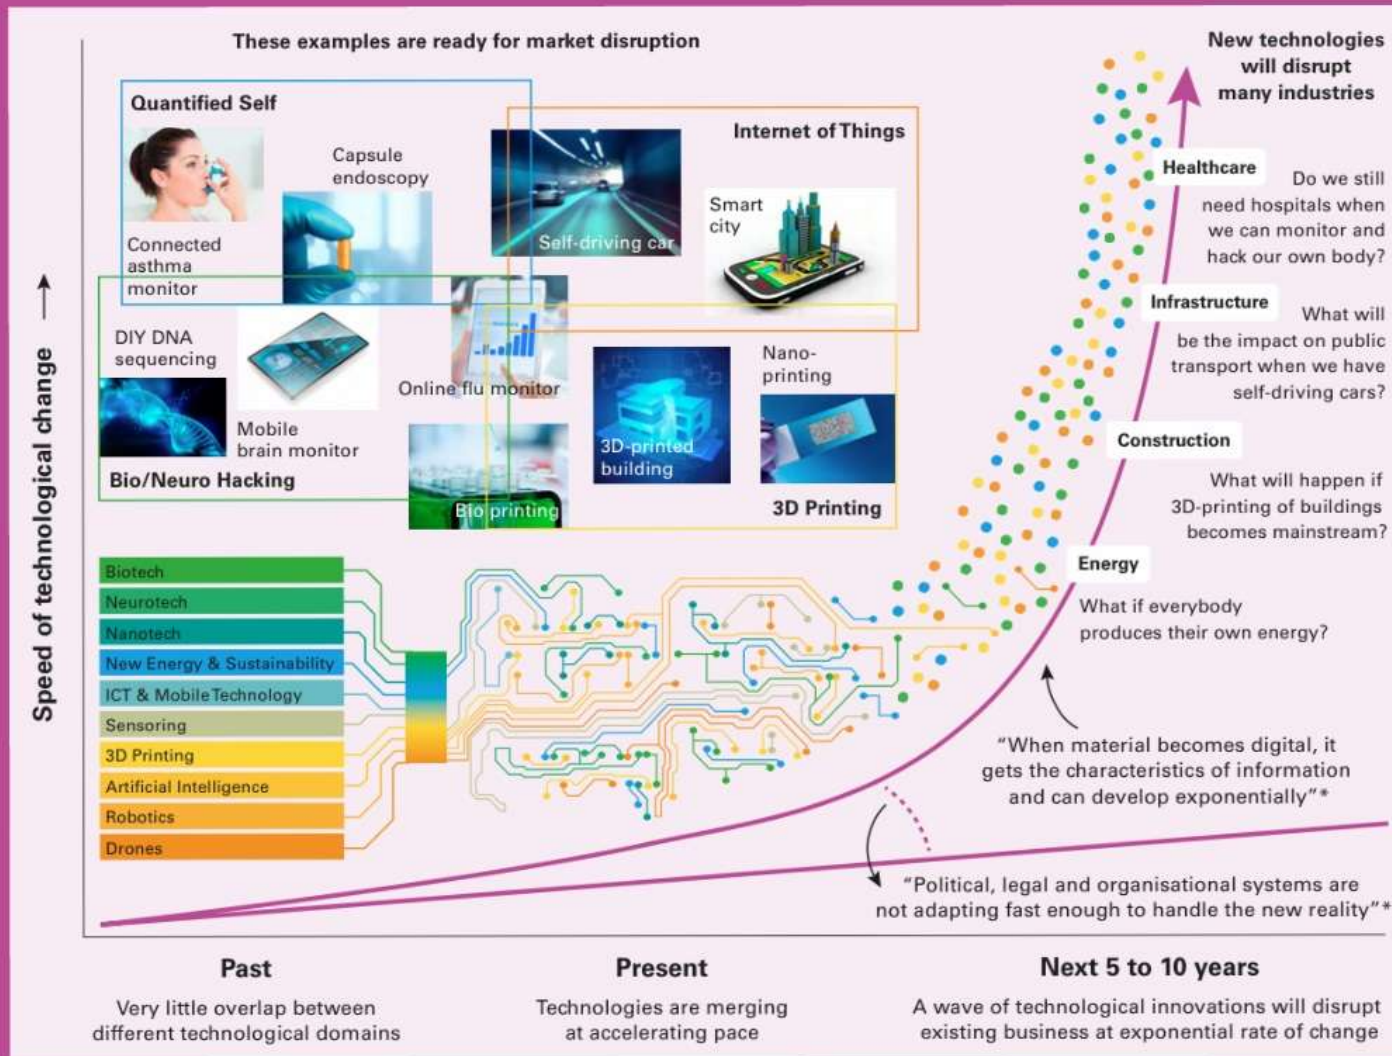 These examples are ready for market disruption
New technologies
will disrupt
many industries
Quantified Self
Connected
asthma
monitor
Capsule
endoscopy
Self-driving car
Internet of Things
Smart
city
DIY DNA
sequencing
Mobile
brain monitor
Online flu monitor
Bio/Neuro Hacking
Bio printing
3D-printed
building
Nano-
printing
3D Printing
Speed of technological change
Biotech
Neurotech
Nanotech
New Energy & Sustainability
ICT & Mobile Technology
Sensoring
3D Printing
Artificial Intelligence
Robotics
Drones
Healthcare
Do we still
need hospitals when
we can monitor and
hack our own body?
Infrastructure
What will
be the impact on public
transport when we have
self-driving cars?
Construction
What will happen if
3D-printing of buildings
becomes mainstream?
Energy
What if everybody
produces their own energy?
“When material becomes digital, it
gets the characteristics of information
and can develop exponentially”*
“Political, legal and organisational systems are
not adapting fast enough to handle the new reality”*
Past
Very little overlap between
different technological domains
Present
Technologies are merging
at accelerating pace
Next 5 to 10 years
A wave of technological innovations will disrupt
existing business at exponential rate of change